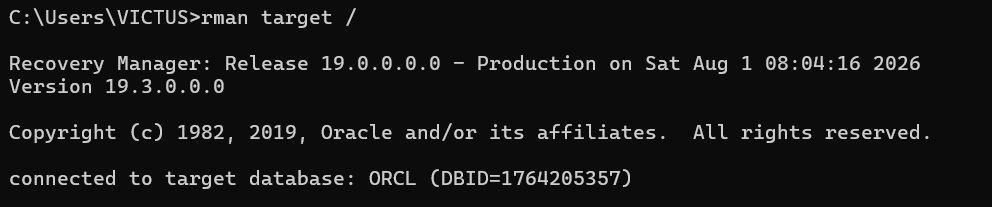 C:\Users\VICTUS>rman target /
Recovery Manager: Release 19.0.0.0.0 - Production on Sat Aug 1 08:04:16 2026
Version 19.3.0.0.0
Copyright (c) 1982, 2019, Oracle and/or its affiliates.  All rights reserved.
connected to target database: ORCL (DBID=1764205357)